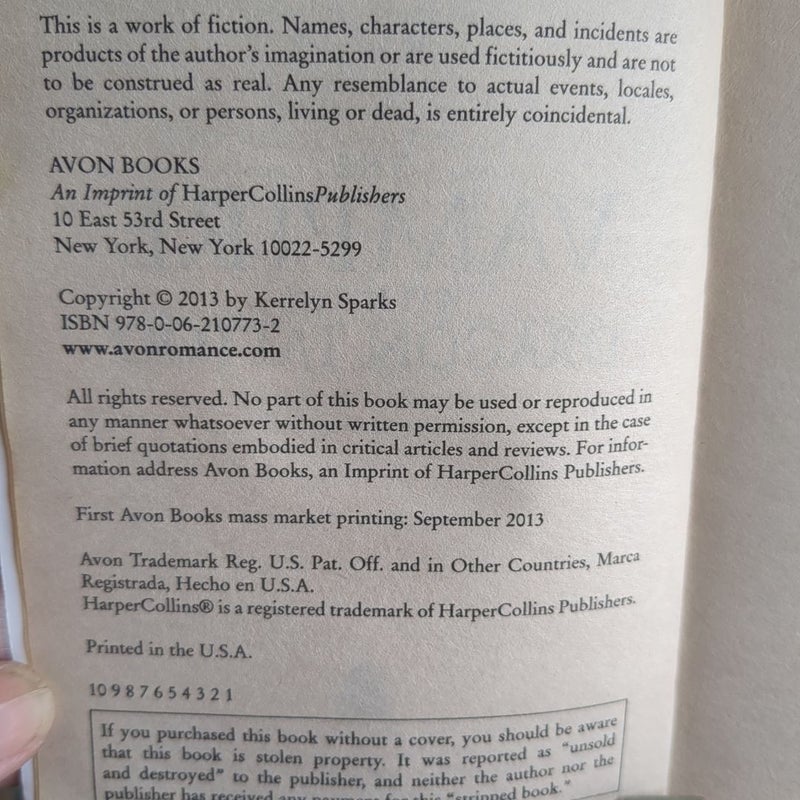 This is a work of fiction. Names, characters, places, and incidents are
products of the author's imagination or are used fictitiously and are not
to be construed as real. Any resemblance to actual events, locales,
organizations, or persons, living or dead, is entirely coincidental.
AVON BOOKS
An Imprint of HarperCollinsPublishers
10 East 53rd Street
New York, New York 10022-5299
Copyright © 2013 by Kerrelyn Sparks
ISBN 978-0-06-210773-2
www.avonromance.com
All rights reserved. No part of this book may be used or reproduced in
any manner whatsoever without written permission, except in the case
of brief quotations embodied in critical articles and reviews. For infor-
mation address Avon Books, an Imprint of HarperCollins Publishers.
First Avon Books mass market printing: September 2013
Avon Trademark Reg. U.S. Pat. Off. and in Other Countries, Marca
Registrada, Hecho en U.S.A.
HarperCollins® is a registered trademark of HarperCollins Publishers.
Printed in the U.S.A.
10 9 8 7 6 5 4 3 2 1
If you purchased this book without a cover, you should be aware
that this book is stolen property. It was reported as "unsold
and destroyed" to the publisher, and neither the author nor the
publisher has received any payment for this "stripped book."